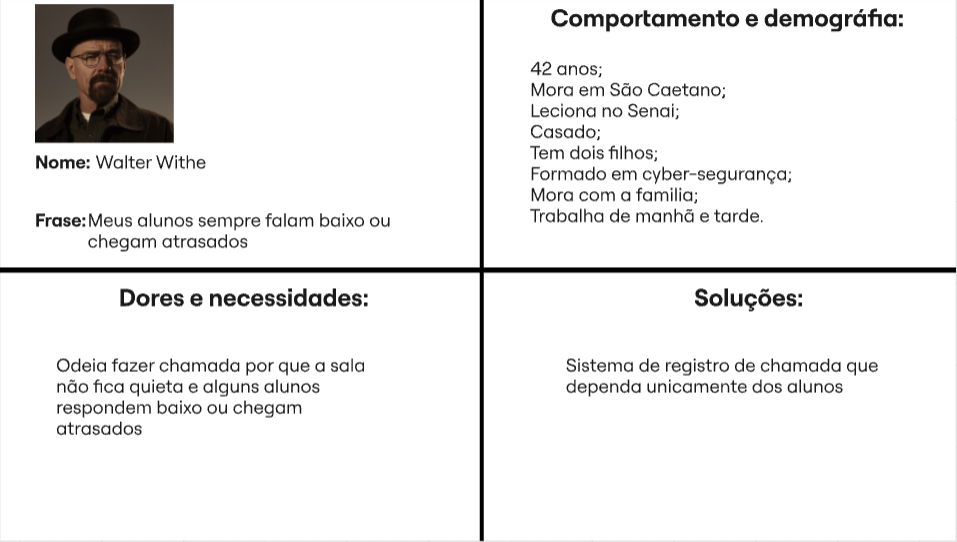 Nome: Walter Withe
Frase: Meus alunos sempre falam baixo ou
chegam atrasados
Comportamento e demográfia:
42 anos;
Mora em São Caetano;
Leciona no Senai;
Casado;
Tem dois filhos;
Formado em cyber-segurança;
Mora com a familia;
Trabalha de manhã e tarde.
Dores e necessidades:
Odeia fazer chamada por que a sala
não fica quieta e alguns alunos
respondem baixo ou chegam
atrasados
Soluções:
Sistema de registro de chamada que
dependa unicamente dos alunos